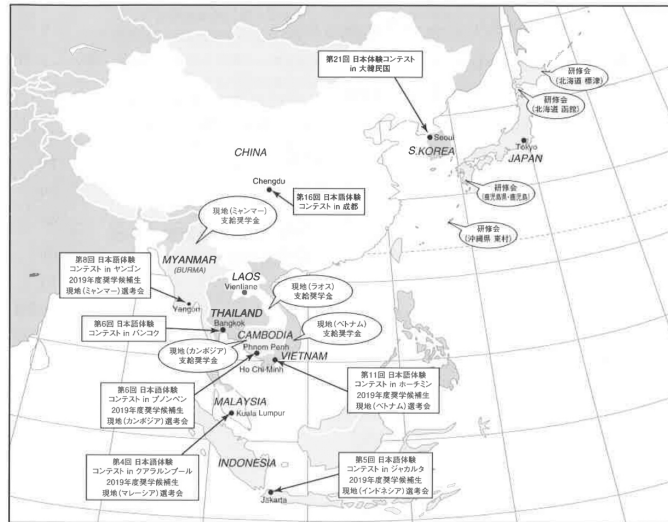 第21回 日本体験コンテスト
in 大韓民国
研修会
(北海道 標津)
研修会
(北海道 函館)
Seoul
S.KOREA
Tokyo
JAPAN
CHINA
Chengdu
第16回 日本語体験
コンテスト in 成都
研修会
(鹿児島県・鹿児島)
研修会
(沖縄県 東村)
現地(ミャンマー)
支給奨学金
MYANMAR
(BURMA)
第8回 日本語体験
コンテスト in ヤンゴン
2019年度奨学候補生
現地(ミャンマー)選考会
Yangon
LAOS
Vientiane
現地(ラオス)
支給奨学金
THAILAND
Bangkok
第6回 日本語体験
コンテスト in バンコク
CAMBODIA
Phnom Penh
現地(カンボジア)
支給奨学金
現地(ベトナム)
支給奨学金
VIETNAM
Ho Chi Minh
第6回 日本語体験
コンテスト in プノンペン
2019年度奨学候補生
現地(カンボジア)選考会
第11回 日本語体験
コンテスト in ホーチミン
2019年度奨学候補生
現地(ベトナム)選考会
MALAYSIA
Kuala Lumpur
第4回 日本語体験
コンテスト in クアラルンプール
2019年度奨学候補生
現地(マレーシア)選考会
INDONESIA
Jakarta
第5回 日本語体験
コンテスト in ジャカルタ
2019年度奨学候補生
現地(インドネシア)選考会